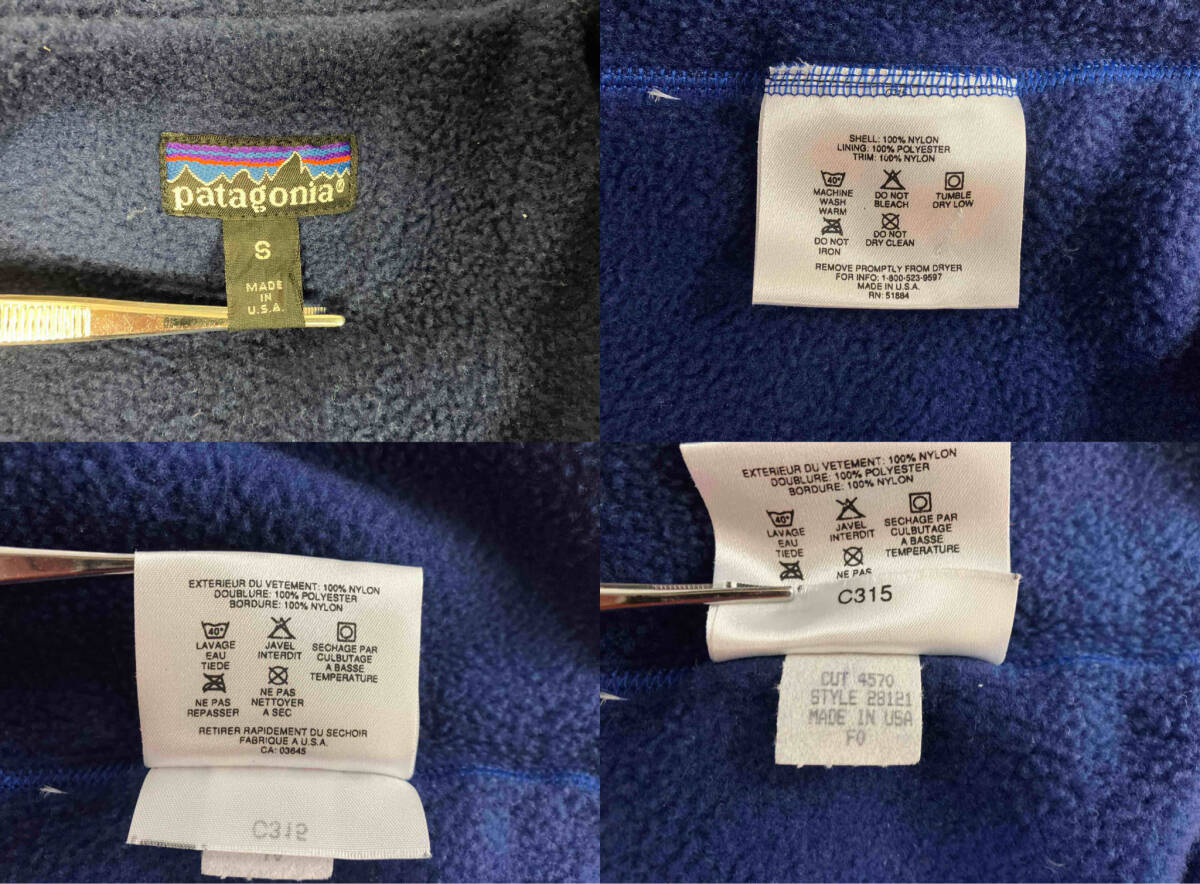 patagonia®
S
MADE
IN
U.S.A.
SHELL: 100% NYLON
LINING: 100% POLYESTER
TRIM: 100% NYLON
40°
MACHINE
WASH
WARM
DO NOT
BLEACH
TUMBLE
DRY LOW
DO NOT
IRON
DO NOT
DRY CLEAN
REMOVE PROMPTLY FROM DRYER
FOR INFO: 1-800-523-9597
MADE IN U.S.A.
RN: 51884
EXTERIEUR DU VETEMENT: 100% NYLON
DOUBLURE: 100% POLYESTER
BORDURE: 100% NYLON
40°
LAVAGE
EAU
TIEDE
JAVEL
INTERDIT
SECHAGE PAR
CULBUTAGE
A BASSE
TEMPERATURE
NE PAS
REPASSER
NE PAS
NETTOYER
A SEC
RETIRER RAPIDEMENT DU SECHOIR
FABRIQUE A U.S.A.
CA: 03645
C315
EXTERIEUR DU VETEMENT: 100% NYLON
DOUBLURE: 100% POLYESTER
BORDURE: 100% NYLON
40°
LAVAGE
EAU
TIEDE
JAVEL
INTERDIT
SECHAGE PAR
CULBUTAGE
A BASSE
TEMPERATURE
NE PAS
C315
CUT 4570
STYLE 28121
MADE IN USA
F0